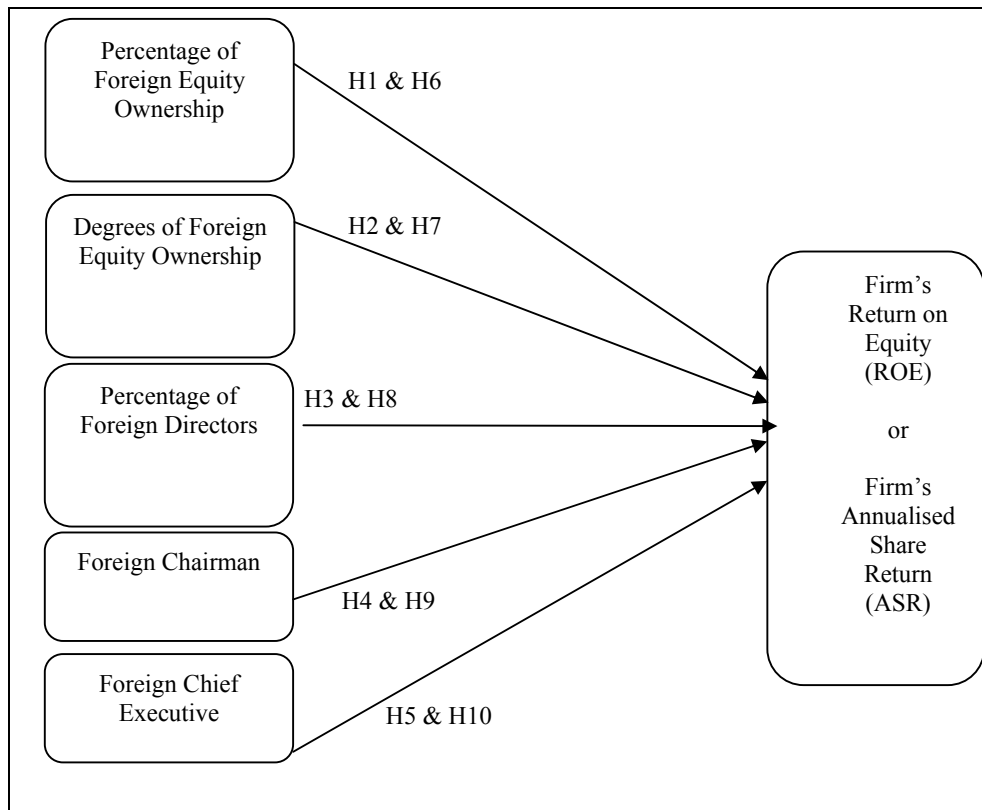 Percentage of
Foreign Equity
Ownership
H1 & H6
Degrees of Foreign
Equity Ownership
H2 & H7
Percentage of
Foreign Directors
H3 & H8
Foreign Chairman
H4 & H9
Foreign Chief
Executive
H5 & H10
Firm’s
Return on
Equity
(ROE)
or
Firm’s
Annualised
Share
Return
(ASR)